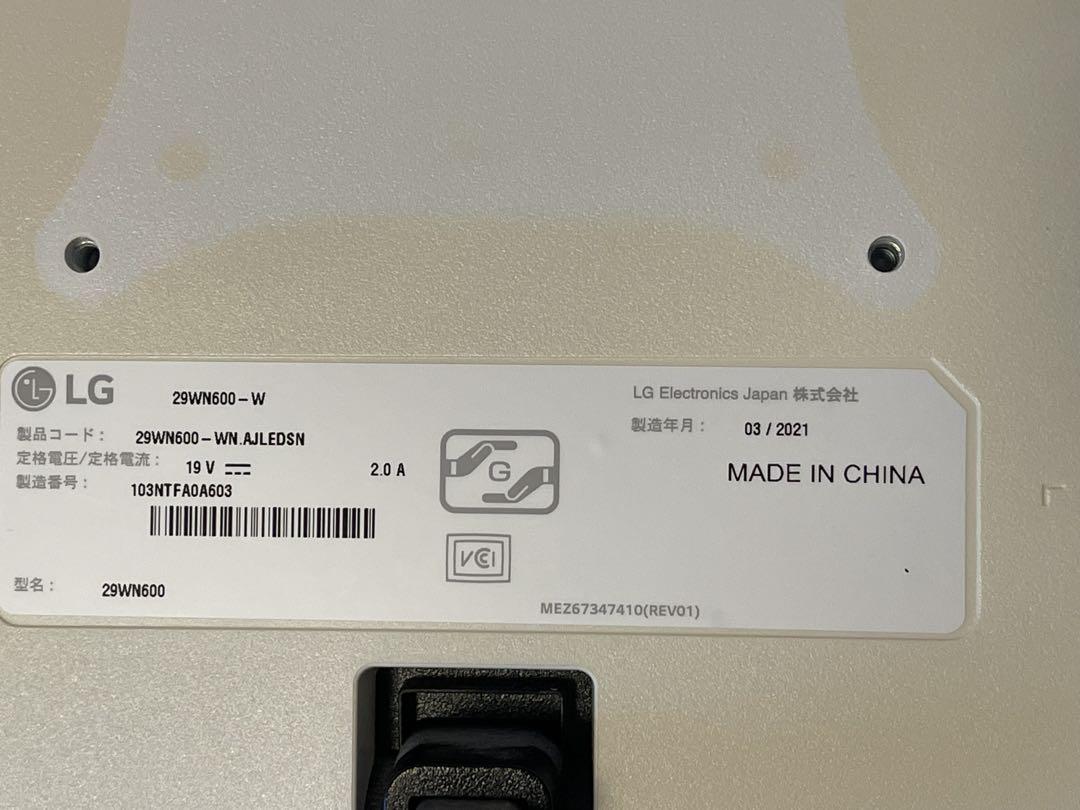 LG
29WN600-W
LG Electronics Japan 株式会社
製品コード: 29WN600-WN.AJLEDSN
製造年月: 03 / 2021
定格電圧/定格電流: 19 V 2.0 A
MADE IN CHINA
製造番号: 103NTFA0A603
G
VCCI
型名: 29WN600
MEZ67347410(REV01)